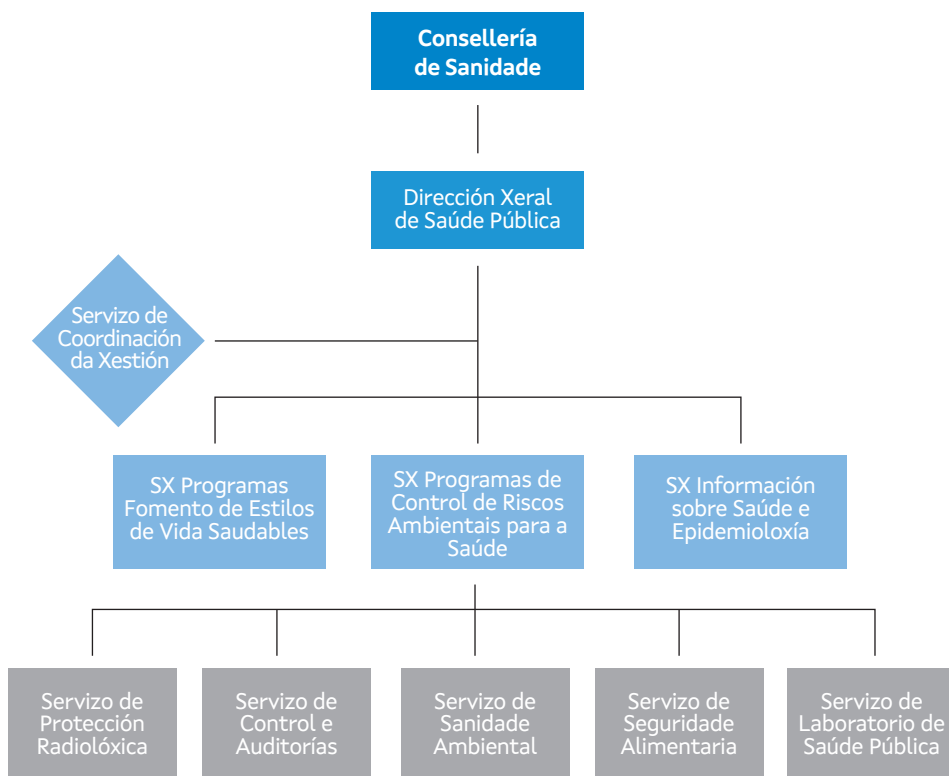 Consellería
de Sanidade
Dirección Xeral
de Saúde Pública
Servizo de
Coordinación
da Xestión
SX Programas
Fomento de Estilos
de Vida Saudables
SX Programas de
Control de Riscos
Ambientais para a
Saúde
SX Información
sobre Saúde e
Epidemioloxía
Servizo de
Protección
Radiolóxica
Servizo de
Control e
Auditorías
Servizo de
Sanidade
Ambiental
Servizo de
Seguridade
Alimentaria
Servizo de
Laboratorio de
Saúde Pública